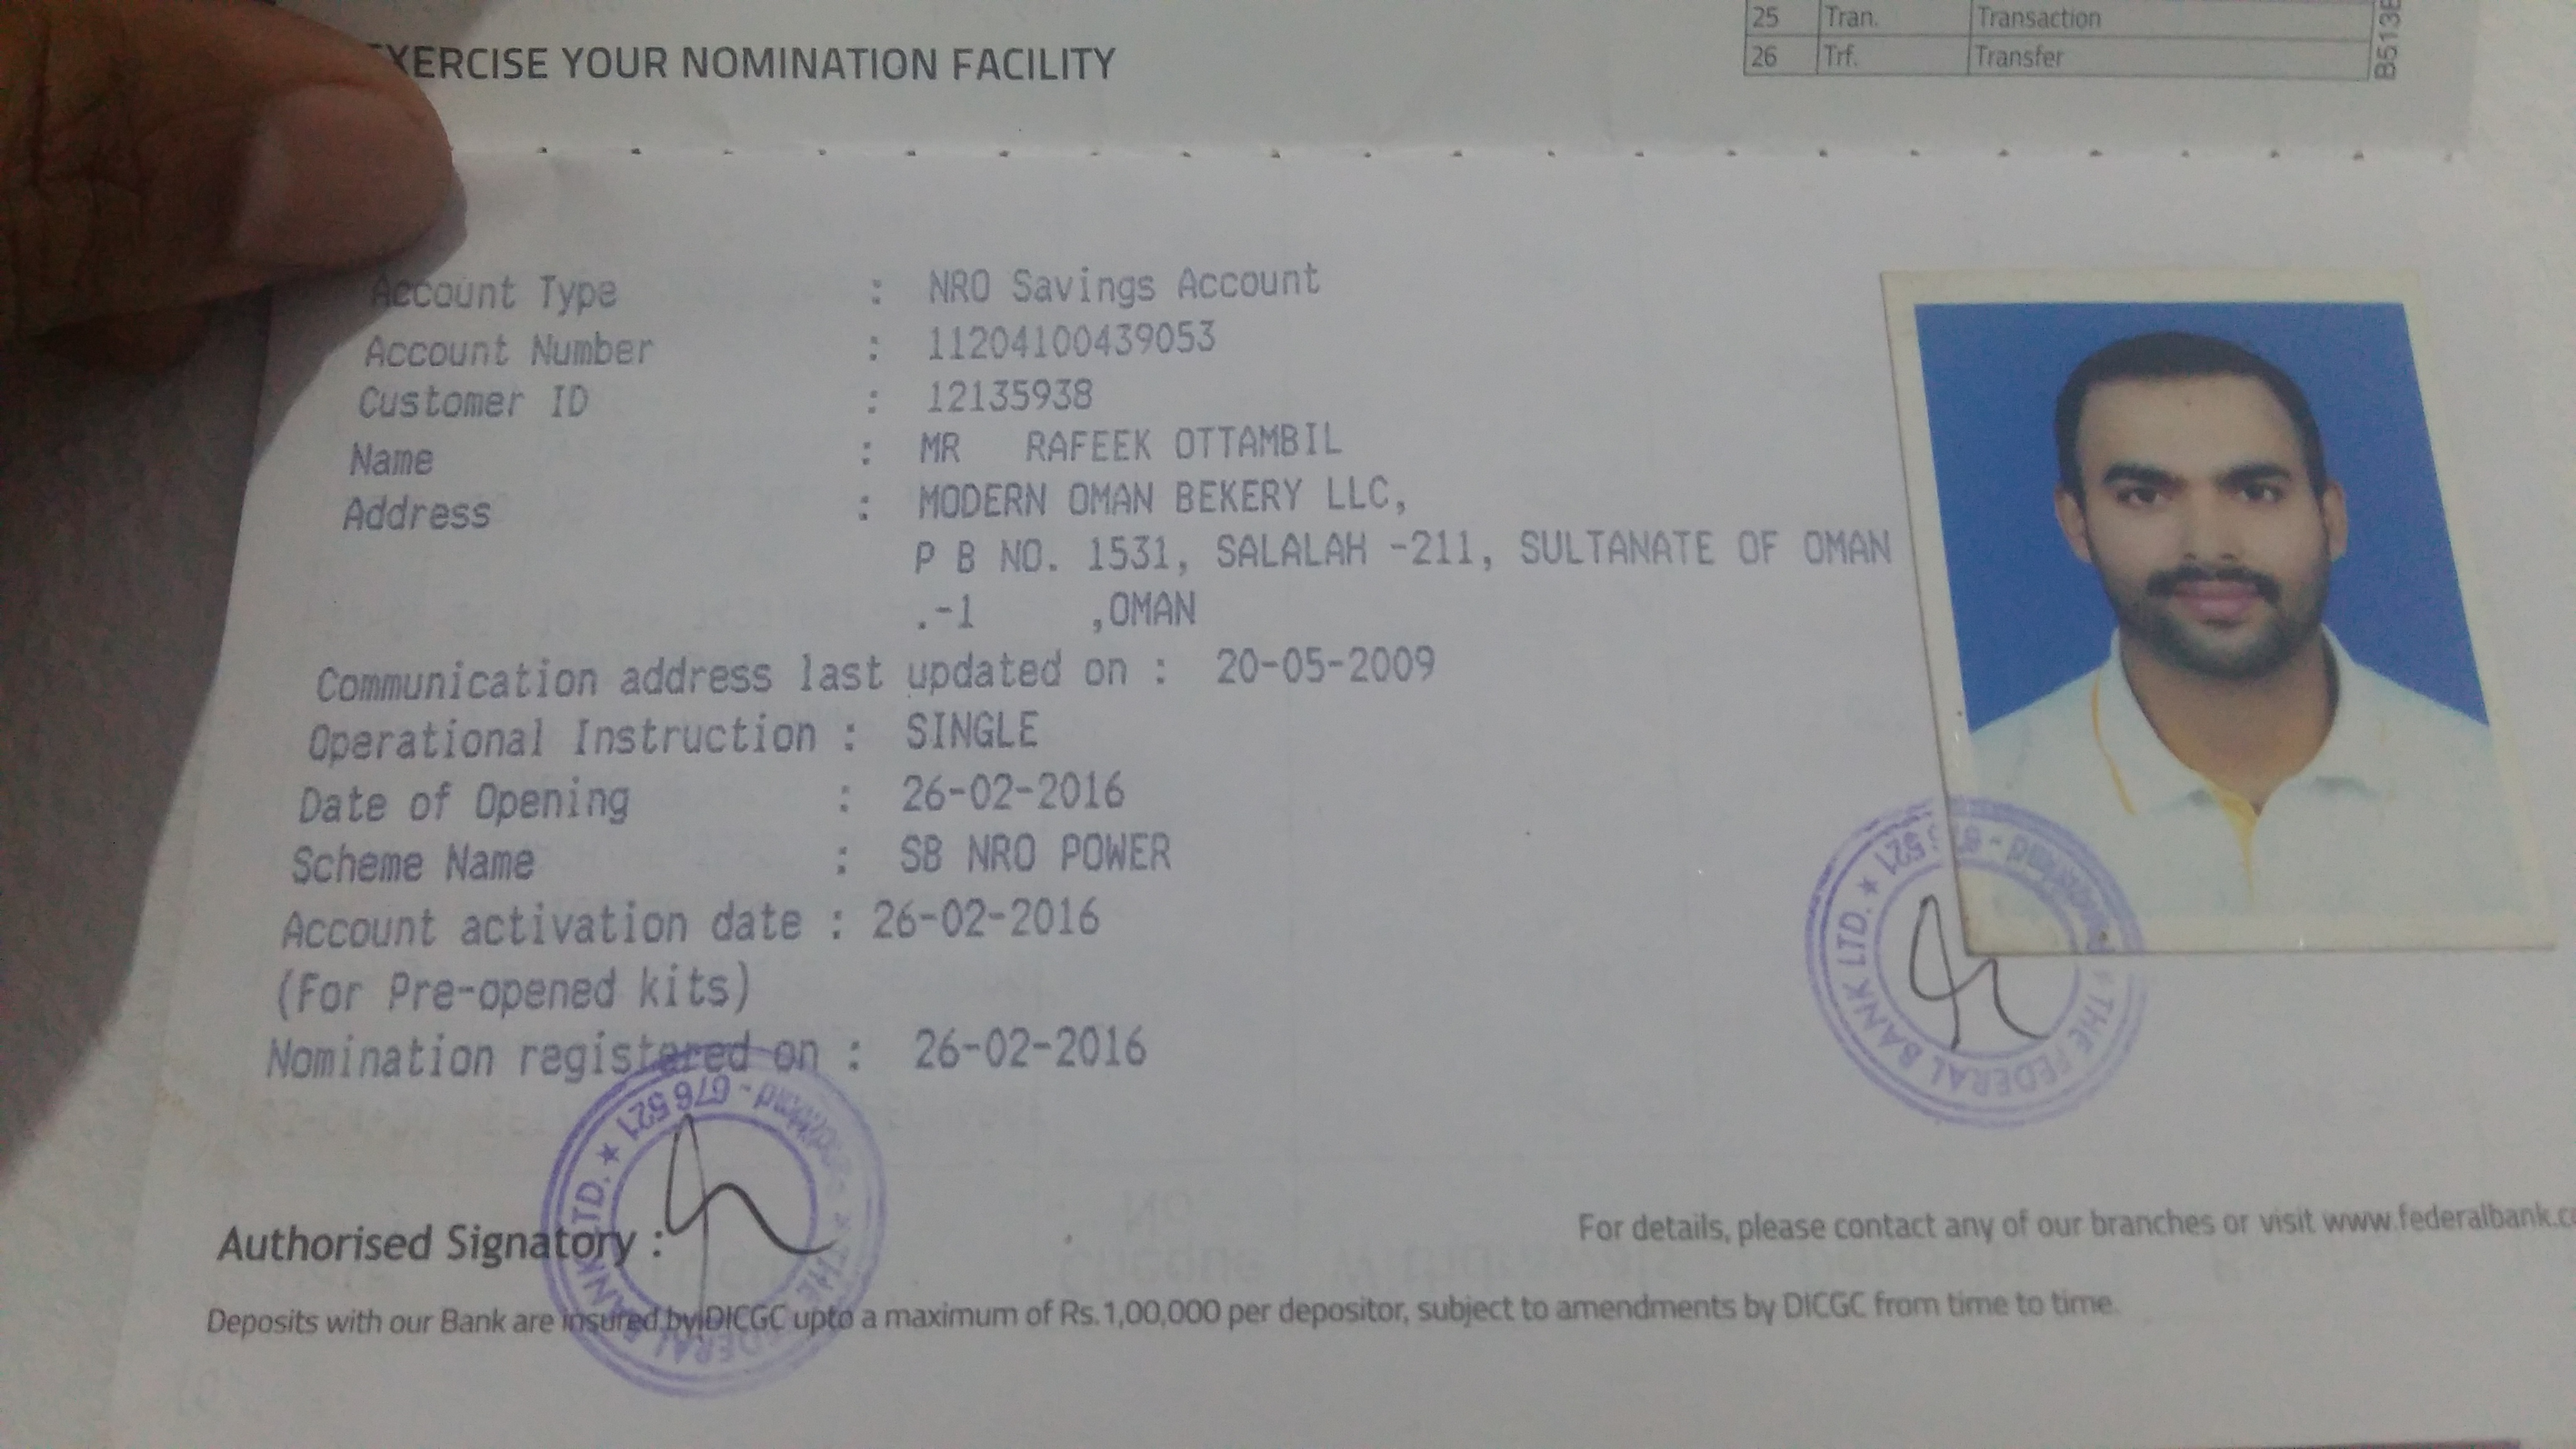 EXERCISE YOUR NOMINATION FACILITY
25 Tran. Transaction
26 Trf. Transfer
B513
Account Type : NRO Savings Account
Account Number : 11204100439053
Customer ID : 12135938
Name : MR RAFEEK OTTAMBIL
Address : MODERN OMAN BEKERY LLC,
P B NO. 1531, SALALAH -211, SULTANATE OF OMAN
.-1 ,OMAN
Communication address last updated on : 20-05-2009
Operational Instruction : SINGLE
Date of Opening : 26-02-2016
Scheme Name : SB NRO POWER
Account activation date : 26-02-2016
(For Pre-opened kits)
Nomination registered on : 26-02-2016
THE FEDERAL BANK LTD. ★ 521
THE FEDERAL BANK LTD. ★ 676 521
Authorised Signatory :
For details, please contact any of our branches or visit www.federalbank.c
Deposits with our Bank are insured by DICGC upto a maximum of Rs.1,00,000 per depositor, subject to amendments by DICGC from time to time.